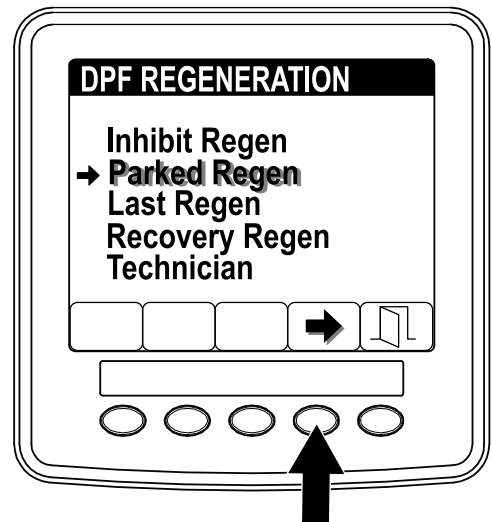 DPF REGENERATION
Inhibit Regen
Parked Regen
Last Regen
Recovery Regen
Technician